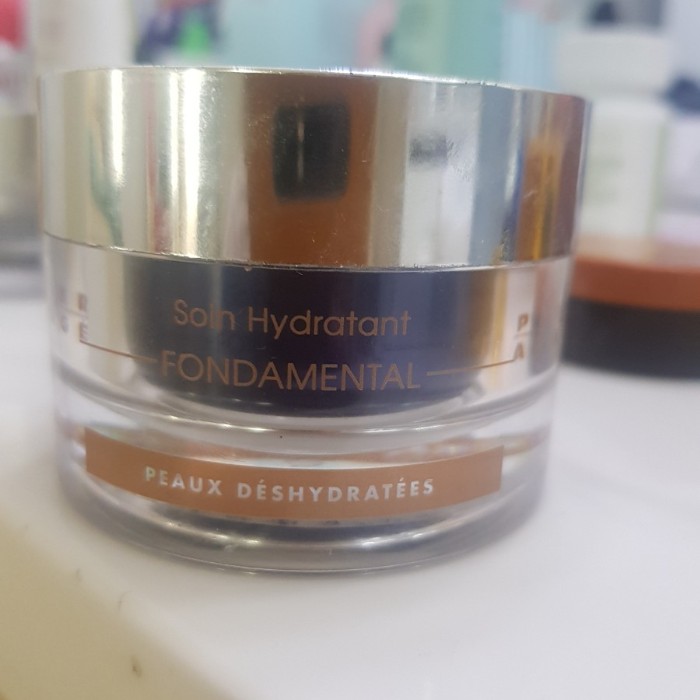 Soin Hydratant
FONDAMENTAL
PEAUX DÉSHYDRATÉES